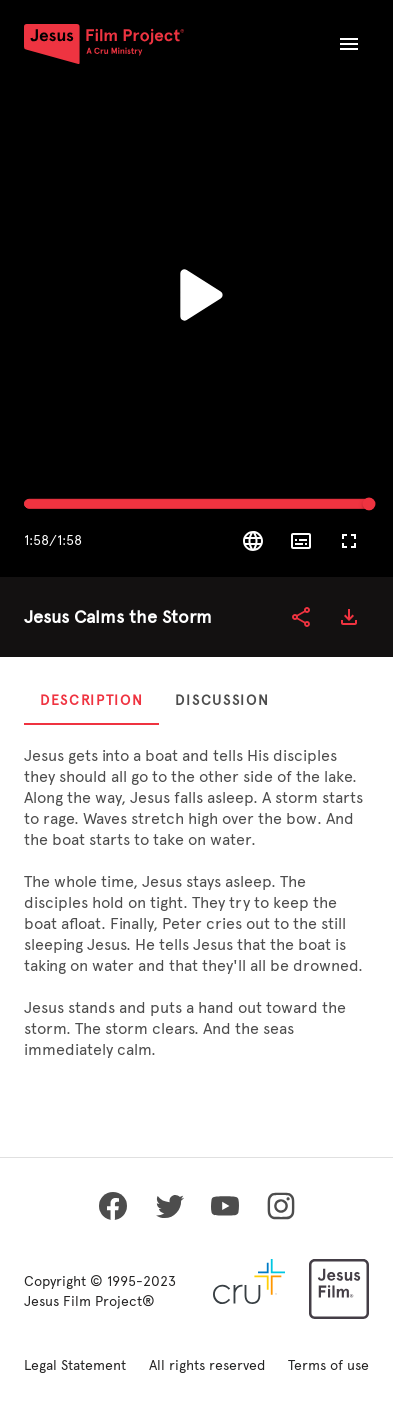 Jesus Film Project®
A Cru Ministry
1:58/1:58
Jesus Calms the Storm
DESCRIPTION DISCUSSION
Jesus gets into a boat and tells His disciples
they should all go to the other side of the lake.
Along the way, Jesus falls asleep. A storm starts
to rage. Waves stretch high over the bow. And
the boat starts to take on water.
The whole time, Jesus stays asleep. The
disciples hold on tight. They try to keep the
boat afloat. Finally, Peter cries out to the still
sleeping Jesus. He tells Jesus that the boat is
taking on water and that they'll all be drowned.
Jesus stands and puts a hand out toward the
storm. The storm clears. And the seas
immediately calm.
Copyright © 1995-2023
Jesus Film Project®
cru
Jesus
Film®
Legal Statement All rights reserved Terms of use